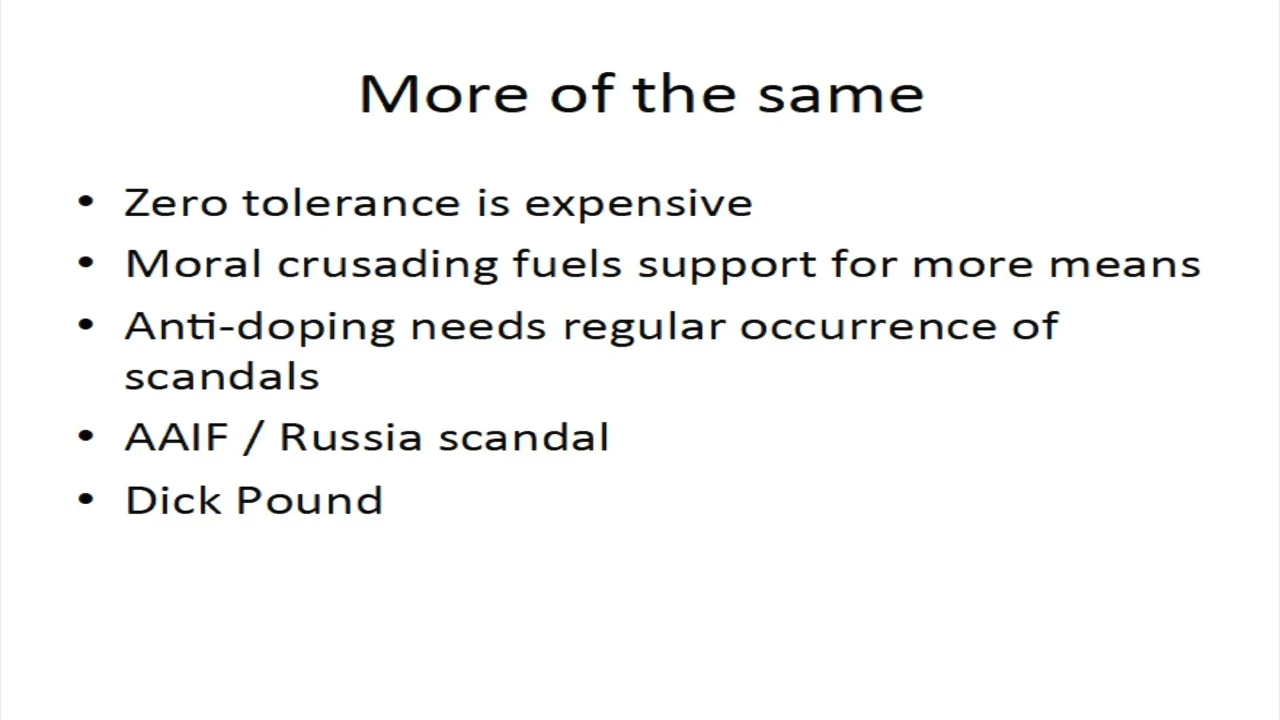 More of the same
• Zero tolerance is expensive
• Moral crusading fuels support for more means
• Anti-doping needs regular occurrence of
scandals
• AAIF / Russia scandal
• Dick Pound